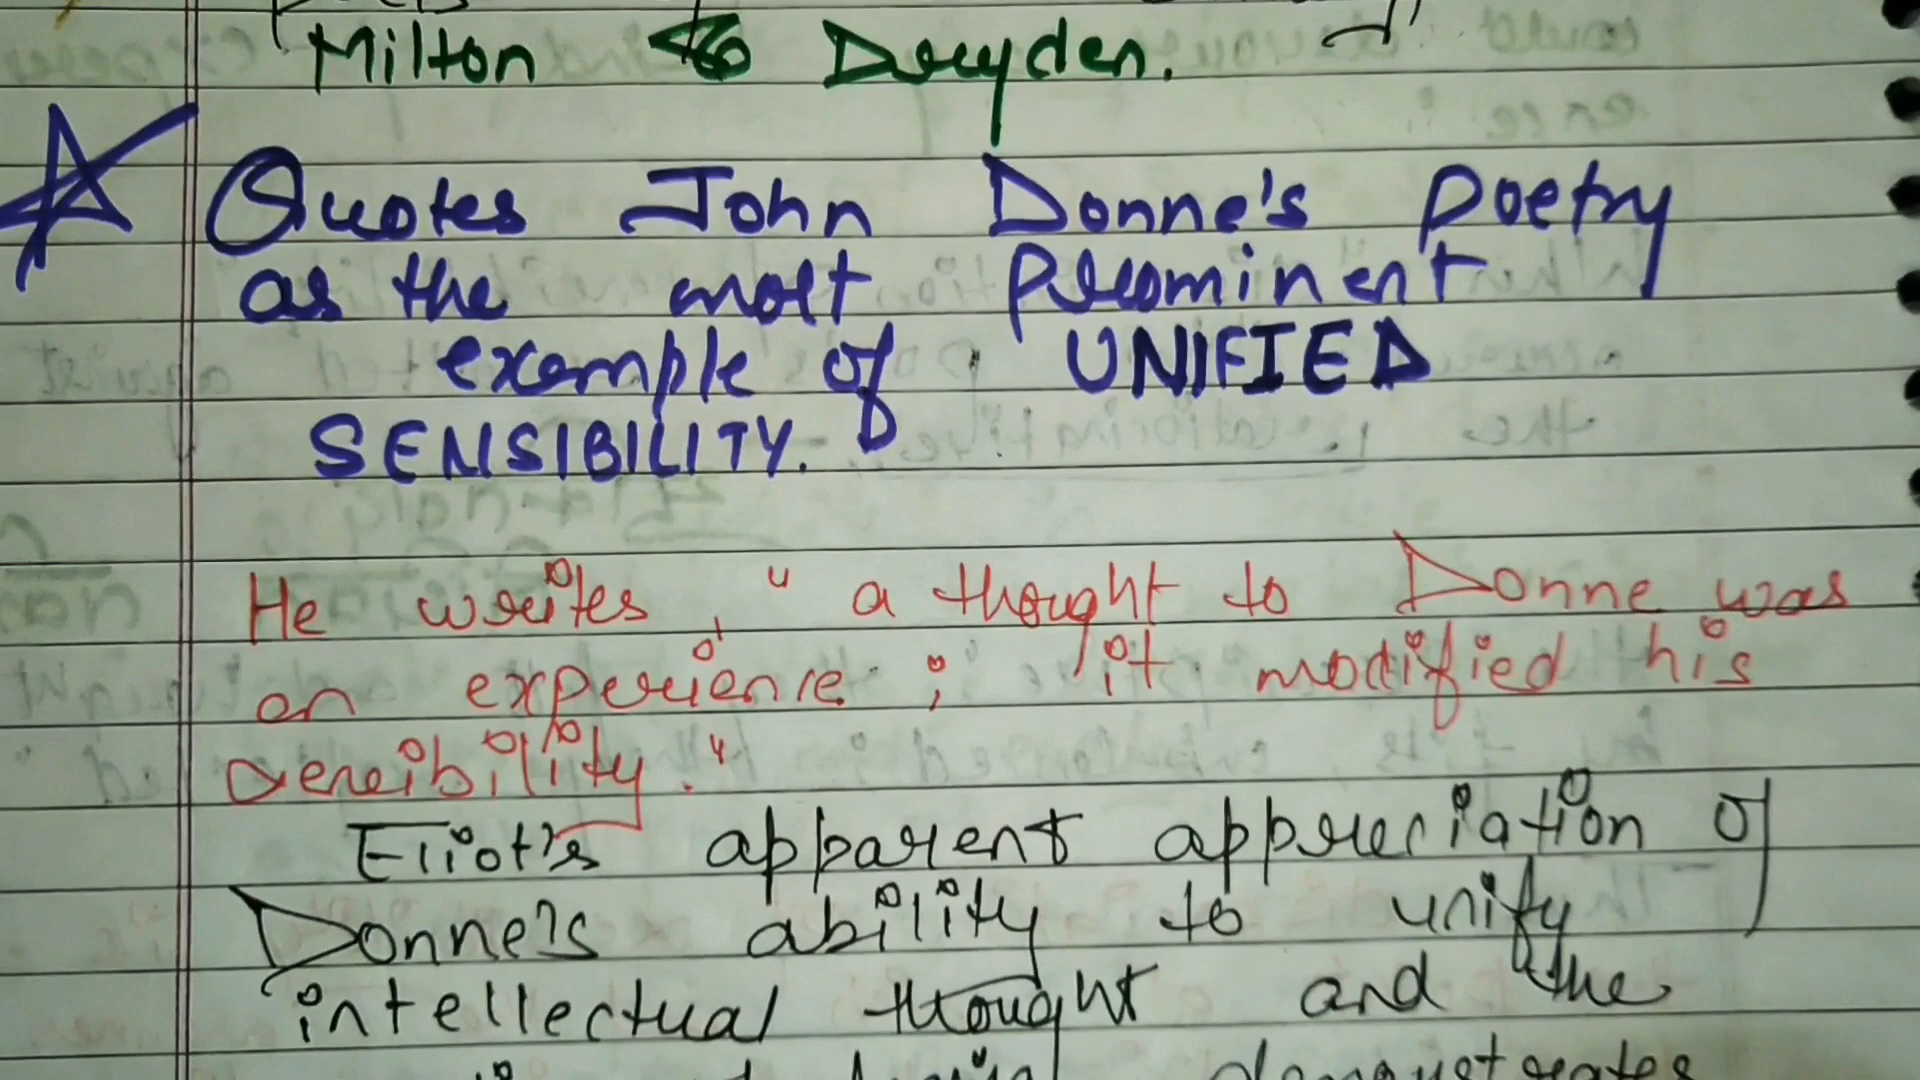 Milton & Dryden.
Quotes John Donne's Poetry
as the most Prominent
example of UNIFIED
SENSIBILITY.
He writes, "a thought to Donne was
an experience; it modified his
sensibility."
Eliot's apparent appreciation of
Donne's ability to unify
intellectual thought and the
demonstrates